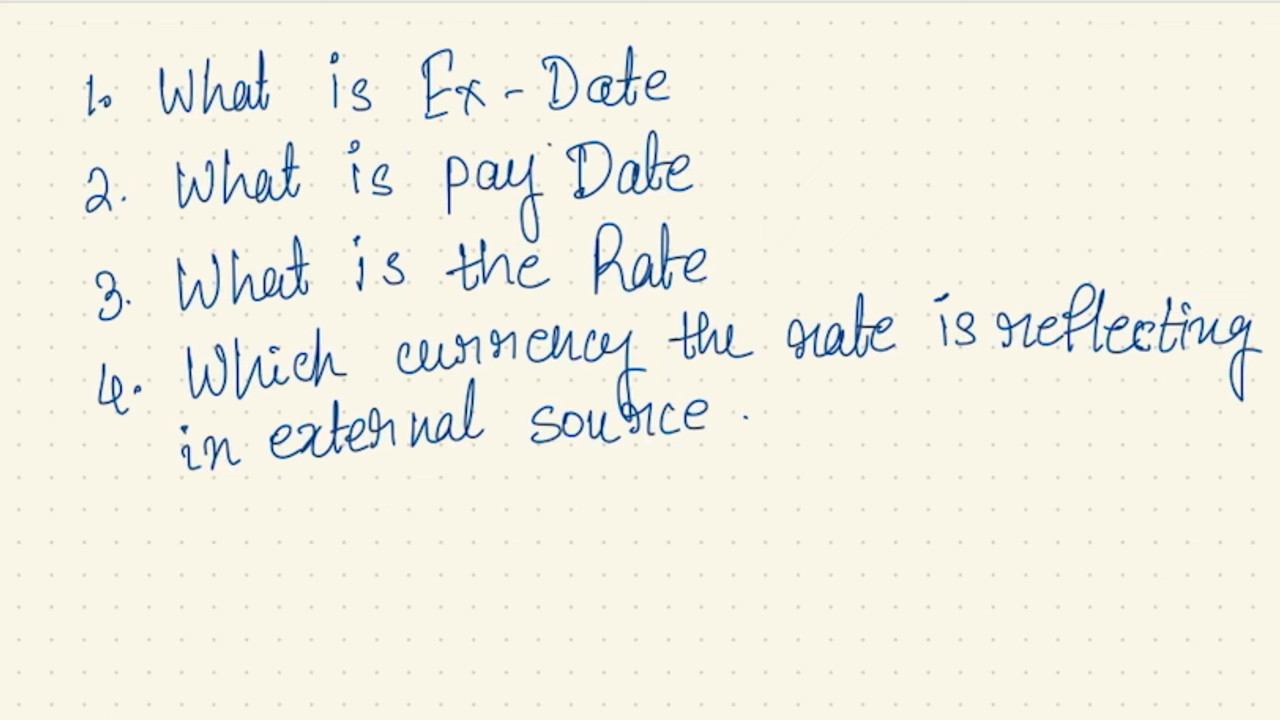 1. What is Ex-Date
2. What is pay Date
3. What is the Rate
4. Which currency the rate is reflecting
in external source.